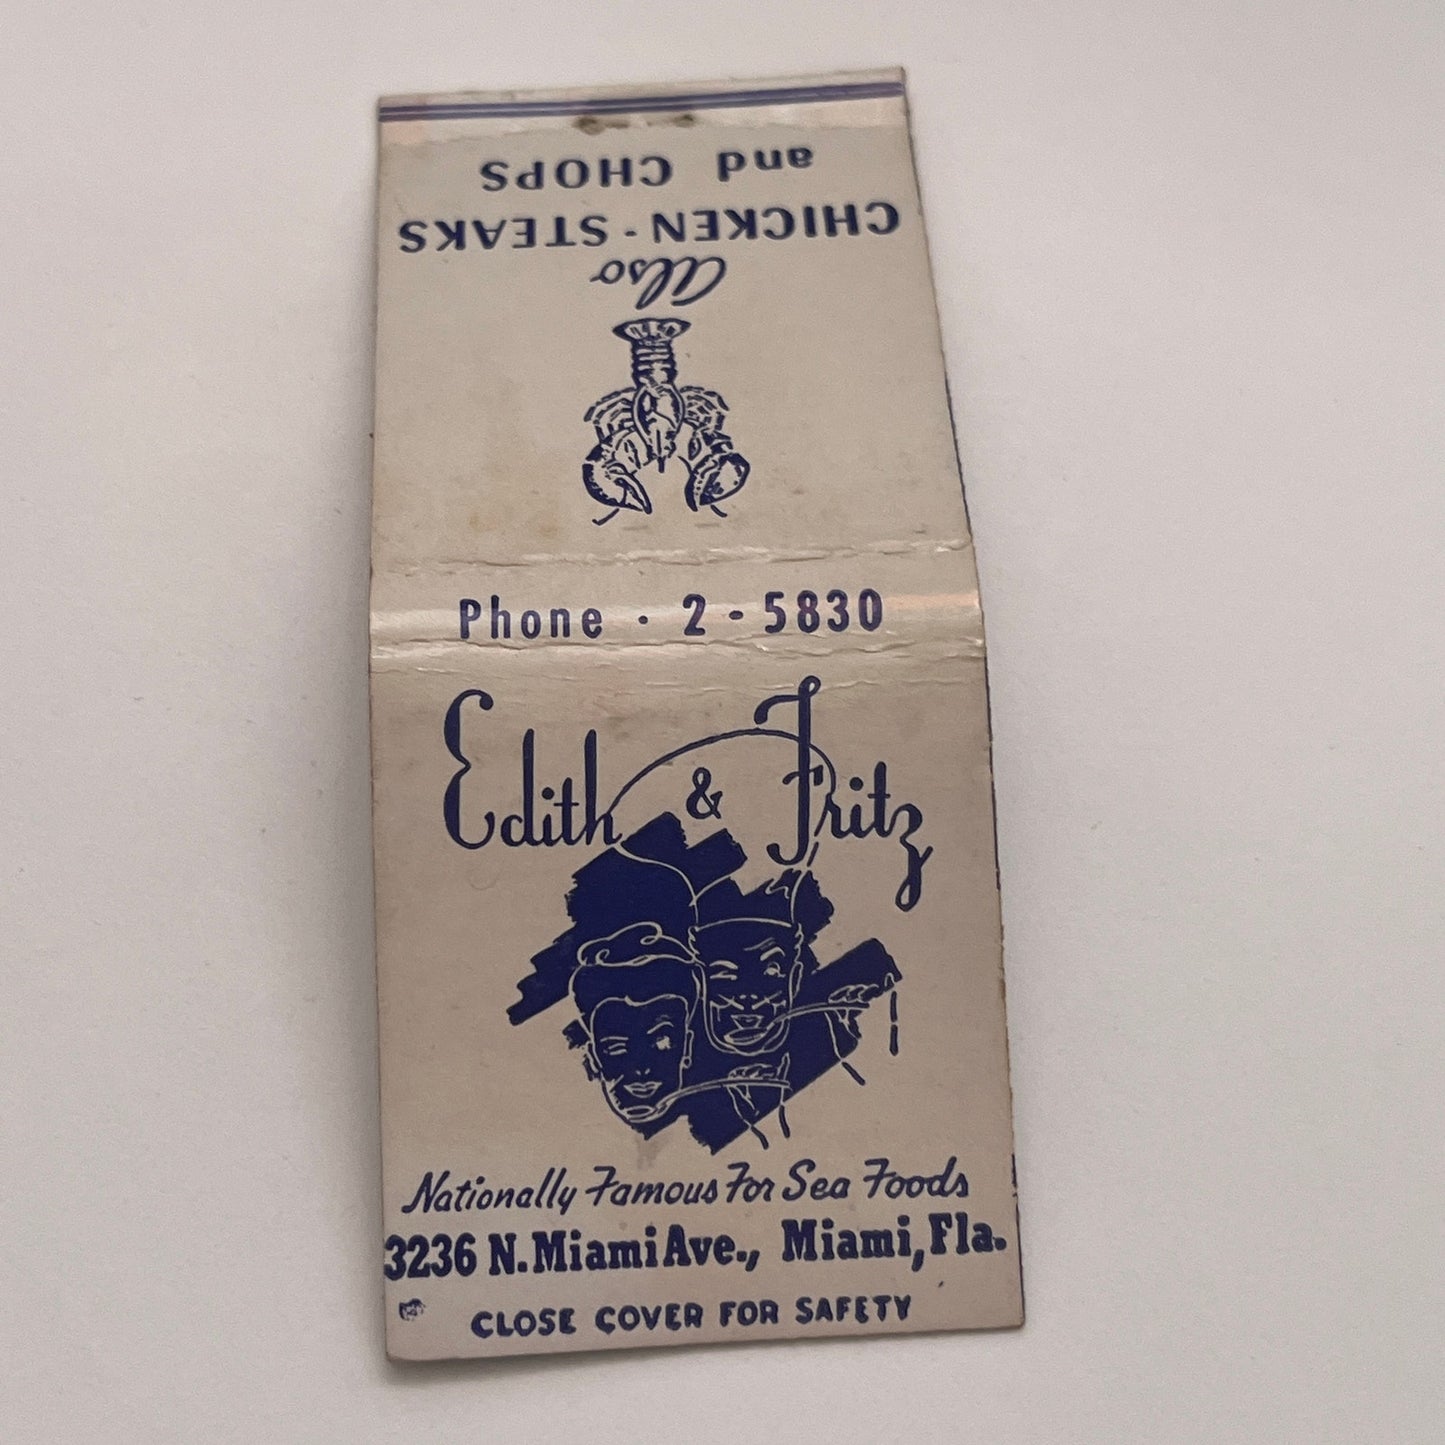 Also
CHICKEN - STEAKS
and CHOPS
Phone · 2 - 5830
Edith & Fritz
Nationally Famous For Sea Foods
3236 N. Miami Ave., Miami, Fla.
CLOSE COVER FOR SAFETY